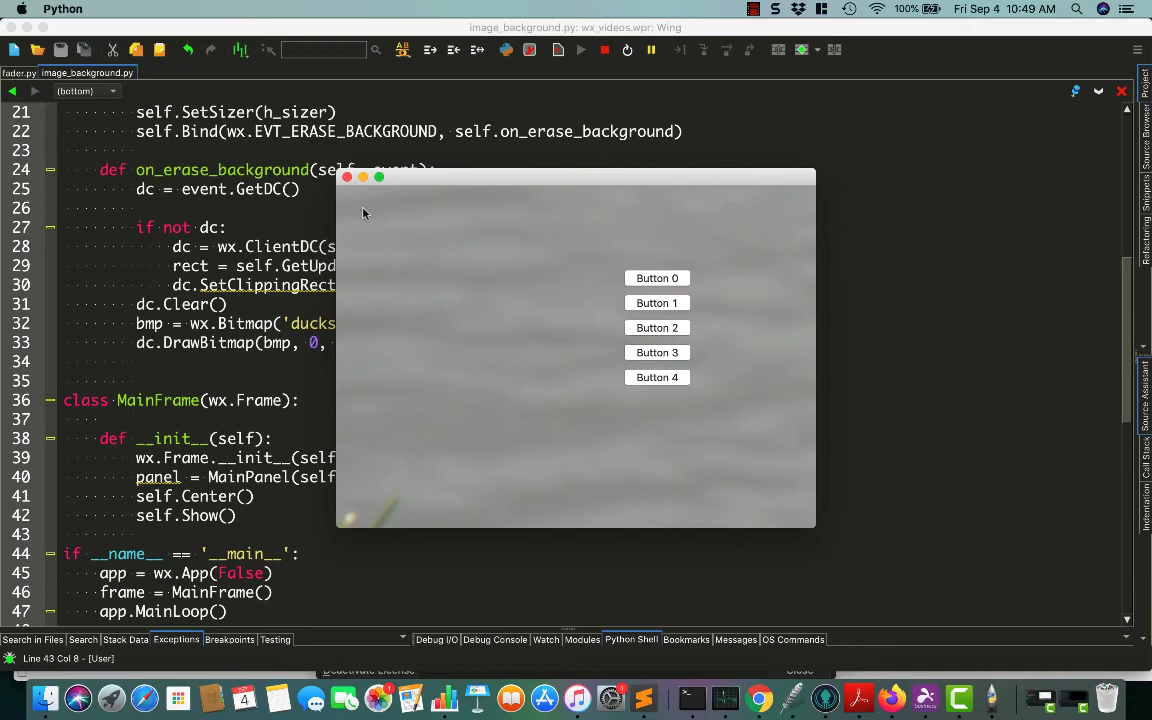 Python
100%
Fri Sep 4 10:49 AM
image_background.py: wx_videos.wpr: Wing
fader.py
image_background.py
(bottom)
21 self.SetSizer(h_sizer)
22 self.Bind(wx.EVT_ERASE_BACKGROUND, self.on_erase_background)
23
24 def on_erase_background(self, event):
25 dc = event.GetDC()
26
27 if not dc:
28 dc = wx.ClientDC(s
29 rect = self.GetUpd
30 dc.SetClippingRect
31 dc.Clear()
32 bmp = wx.Bitmap('ducks
33 dc.DrawBitmap(bmp, 0,
34
35
36 class MainFrame(wx.Frame):
37
38 def __init__(self):
39 wx.Frame.__init__(self
40 panel = MainPanel(self
41 self.Center()
42 self.Show()
43
44 if __name__ == '__main__':
45 app = wx.App(False)
46 frame = MainFrame()
47 app.MainLoop()
Button 0
Button 1
Button 2
Button 3
Button 4
Project
Source Browser
Snippets
Refactoring
Source Assistant
Call Stack
Indentation
Search in Files
Search
Stack Data
Exceptions
Breakpoints
Testing
Debug I/O
Debug Console
Watch
Modules
Python Shell
Bookmarks
Messages
OS Commands
Line 43 Col 8 - [User]
Deactivate License
Close